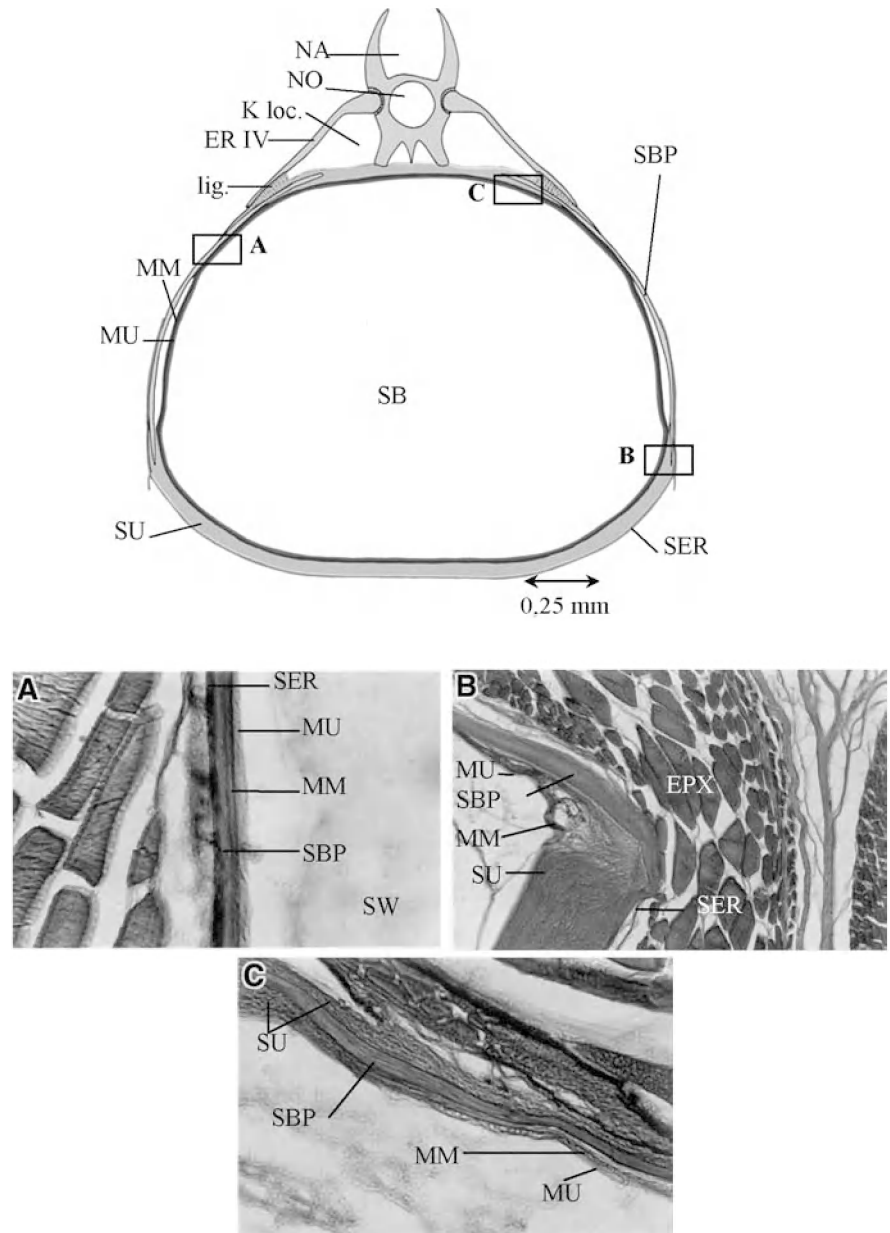 NA
NO
K loc.
ER IV
SBP
lig.
C
A
MM
MU
SB
B
SU
SER
0,25 mm
A
SER
MU
MM
SBP
SW
B
MU
SBP
EPX
MM
SU
SER
C
SU
SBP
MM
MU